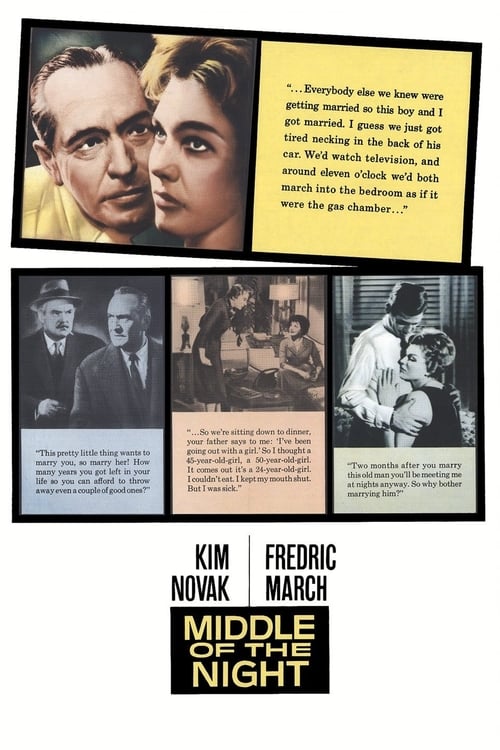 “...Everybody else we knew were
getting married so this boy and I
got married. I guess we just got
tired necking in the back of his
car. We’d watch television, and
around eleven o’clock we’d both
march into the bedroom as if it
were the gas chamber...”
“This pretty little thing wants to
marry you, so marry her! How
many years you got left in your
life so you can afford to throw
away even a couple of good ones?”
“...So we’re sitting down to dinner,
your father says to me: ‘I’ve been
going out with a girl.’ So I thought a
45-year-old-girl, a 50-year-old-girl.
It comes out it’s a 24-year-old-girl.
I couldn’t eat. I kept my mouth shut.
But I was sick.”
“Two months after you marry
this old man you’ll be meeting me
at nights anyway. So why bother
marrying him?”
KIM
NOVAK
FREDRIC
MARCH
MIDDLE
OF THE
NIGHT